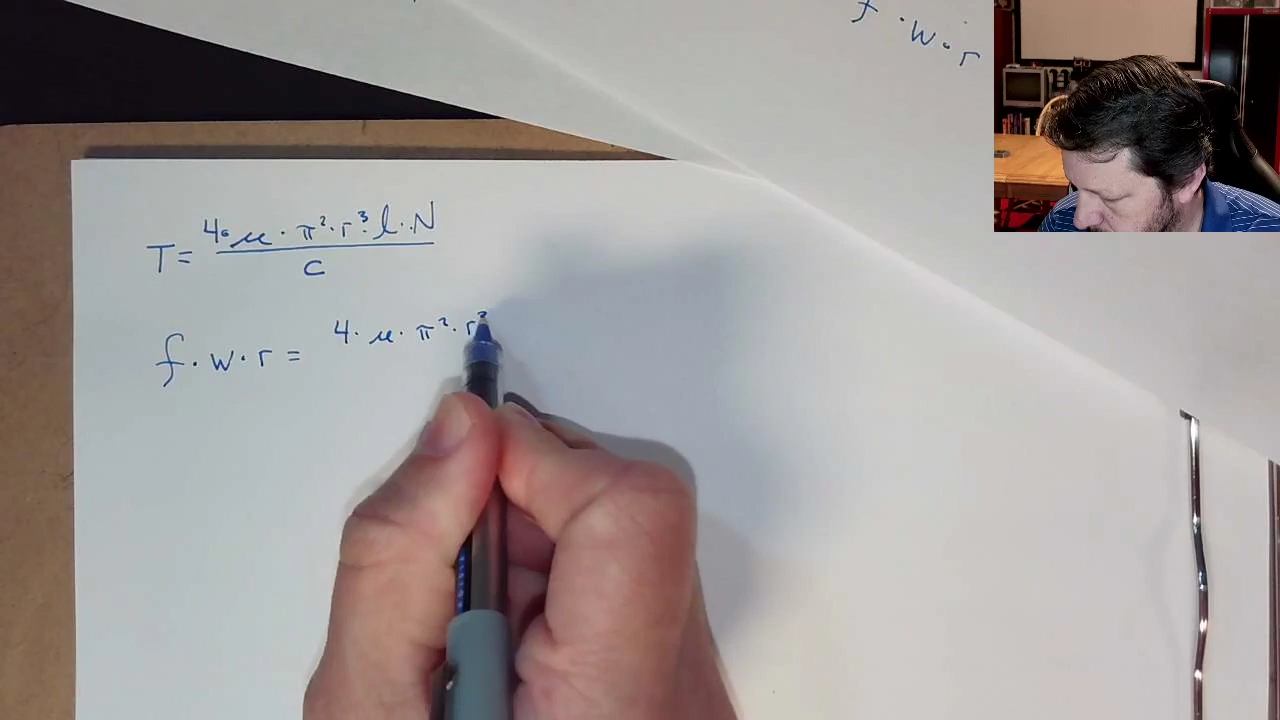 f · w · r
T = 4 · μ · π² · r³ · l · N
c
f · w · r = 4 · μ · π² · r³